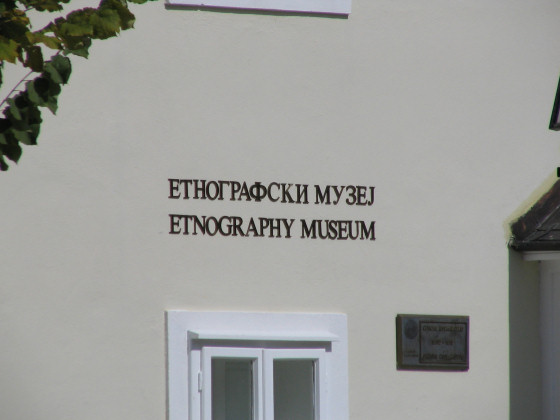 ЕТНОГРАФСКИ МУЗЕЈ
ETNOGRAPHY MUSEUM